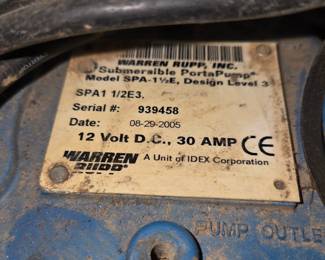 WARREN RUPP, INC.
Submersible PortaPump®
Model SPA-1½E, Design Level 3
SPA1 1/2E3.
Serial #: 939458
Date: 08-29-2005
12 Volt D.C., 30 AMP CE
WARREN RUPP® A Unit of IDEX Corporation
PUMP OUTLE